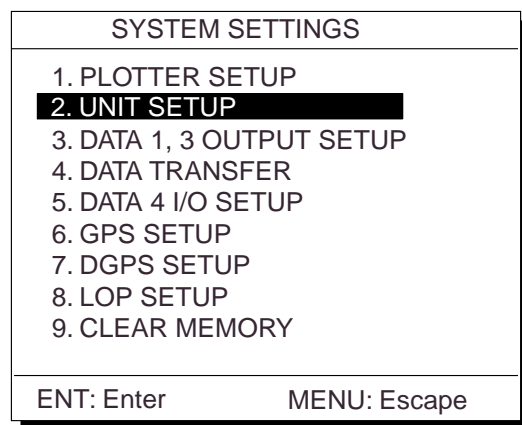 SYSTEM SETTINGS
1. PLOTTER SETUP
2. UNIT SETUP
3. DATA 1, 3 OUTPUT SETUP
4. DATA TRANSFER
5. DATA 4 I/O SETUP
6. GPS SETUP
7. DGPS SETUP
8. LOP SETUP
9. CLEAR MEMORY
ENT: Enter MENU: Escape